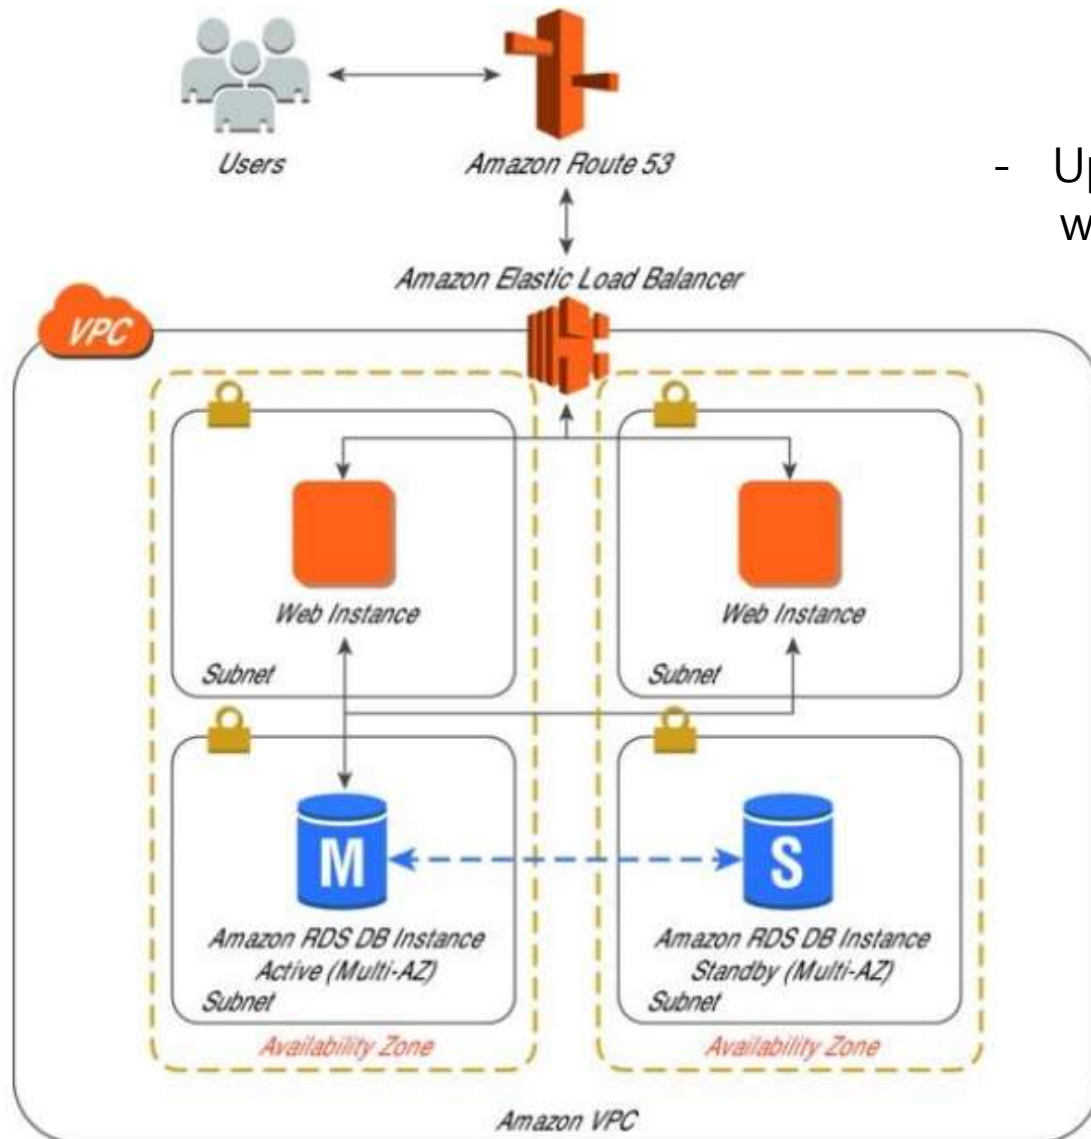 Users
Amazon Route 53
- Up
w
Amazon Elastic Load Balancer
VPC
Web Instance
Web Instance
Subnet
Subnet
M
S
Amazon RDS DB Instance
Active (Multi-AZ)
Amazon RDS DB Instance
Standby (Multi-AZ)
Subnet
Subnet
Availability Zone
Availability Zone
Amazon VPC